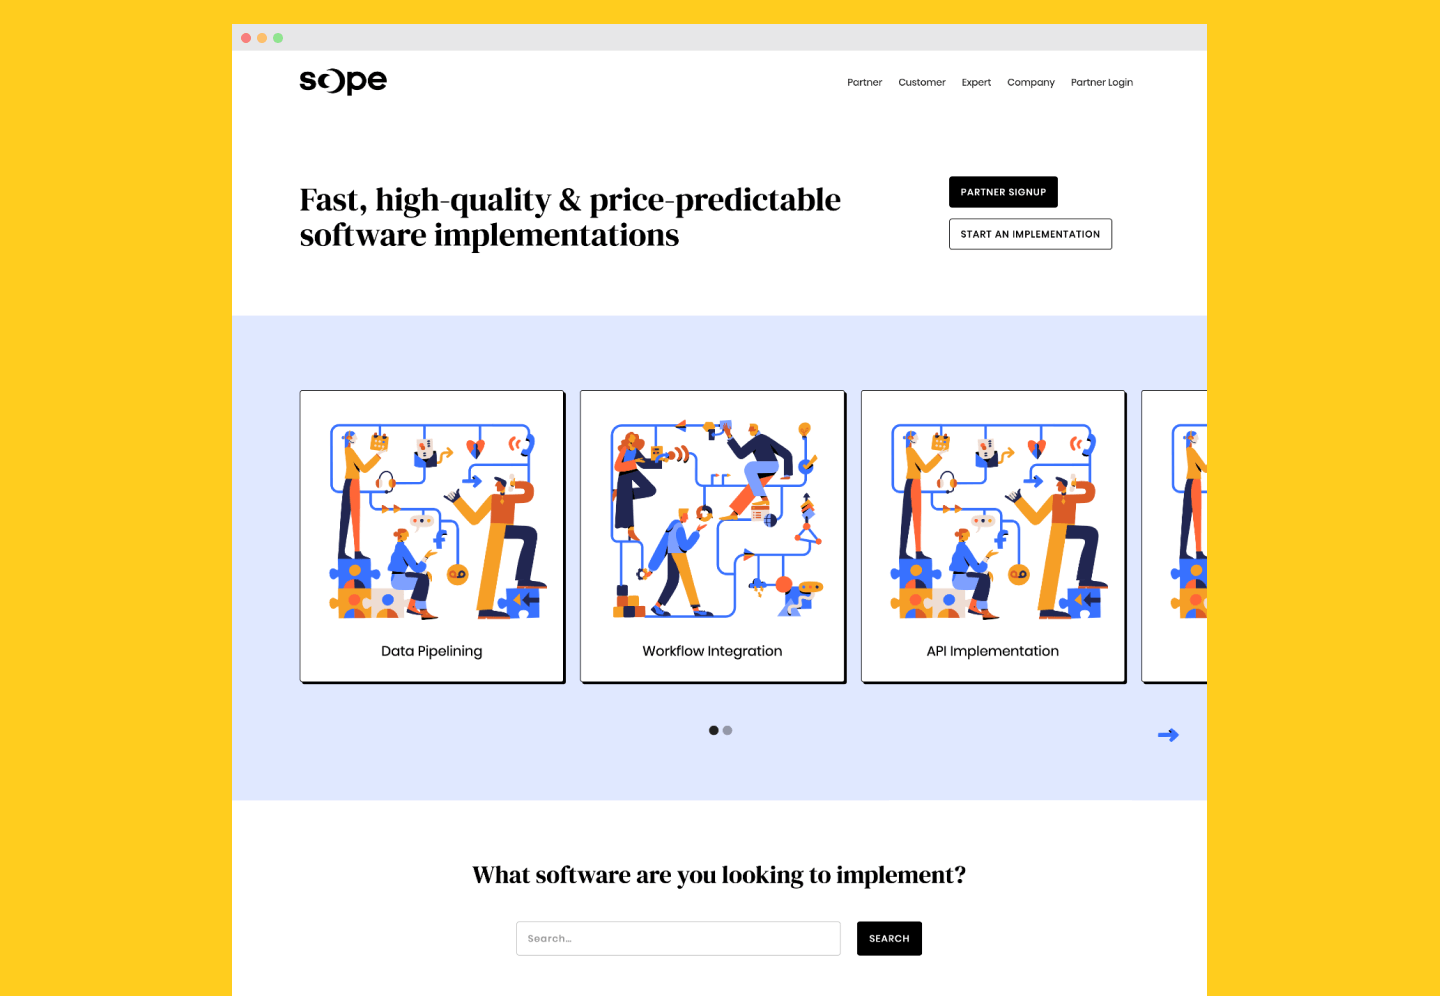 sope
Partner Customer Expert Company Partner Login
Fast, high-quality & price-predictable
software implementations
PARTNER SIGNUP
START AN IMPLEMENTATION
Data Pipelining
Workflow Integration
API Implementation
What software are you looking to implement?
Search...
SEARCH